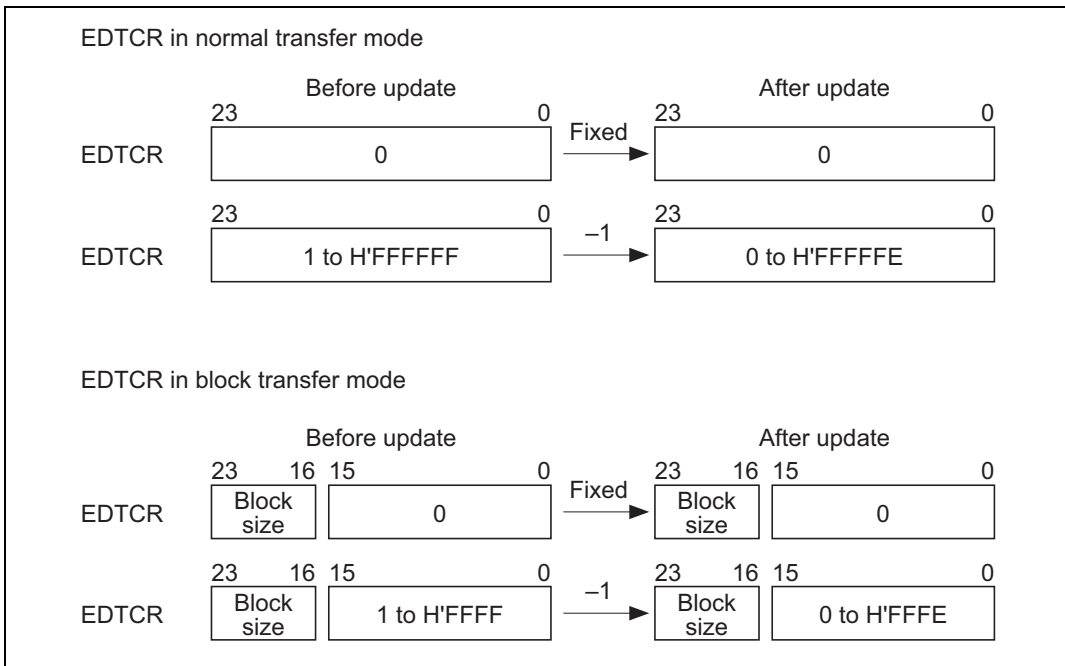 EDTCR in normal transfer mode
Before update After update
23 0 Fixed 23 0
EDTCR 0 0
23 0 –1 23 0
EDTCR 1 to H'FFFFFF 0 to H'FFFFFE
EDTCR in block transfer mode
Before update After update
23 16 15 0 Fixed 23 16 15 0
EDTCR Block size 0 Block size 0
23 16 15 0 –1 23 16 15 0
EDTCR Block size 1 to H'FFFF Block size 0 to H'FFFE